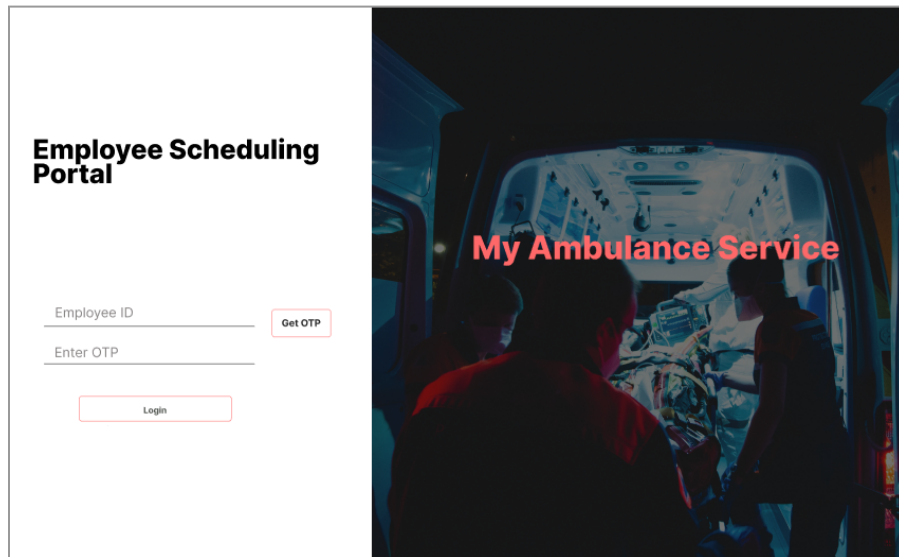 Employee Scheduling
Portal
My Ambulance Service
Employee ID
Get OTP
Enter OTP
Login